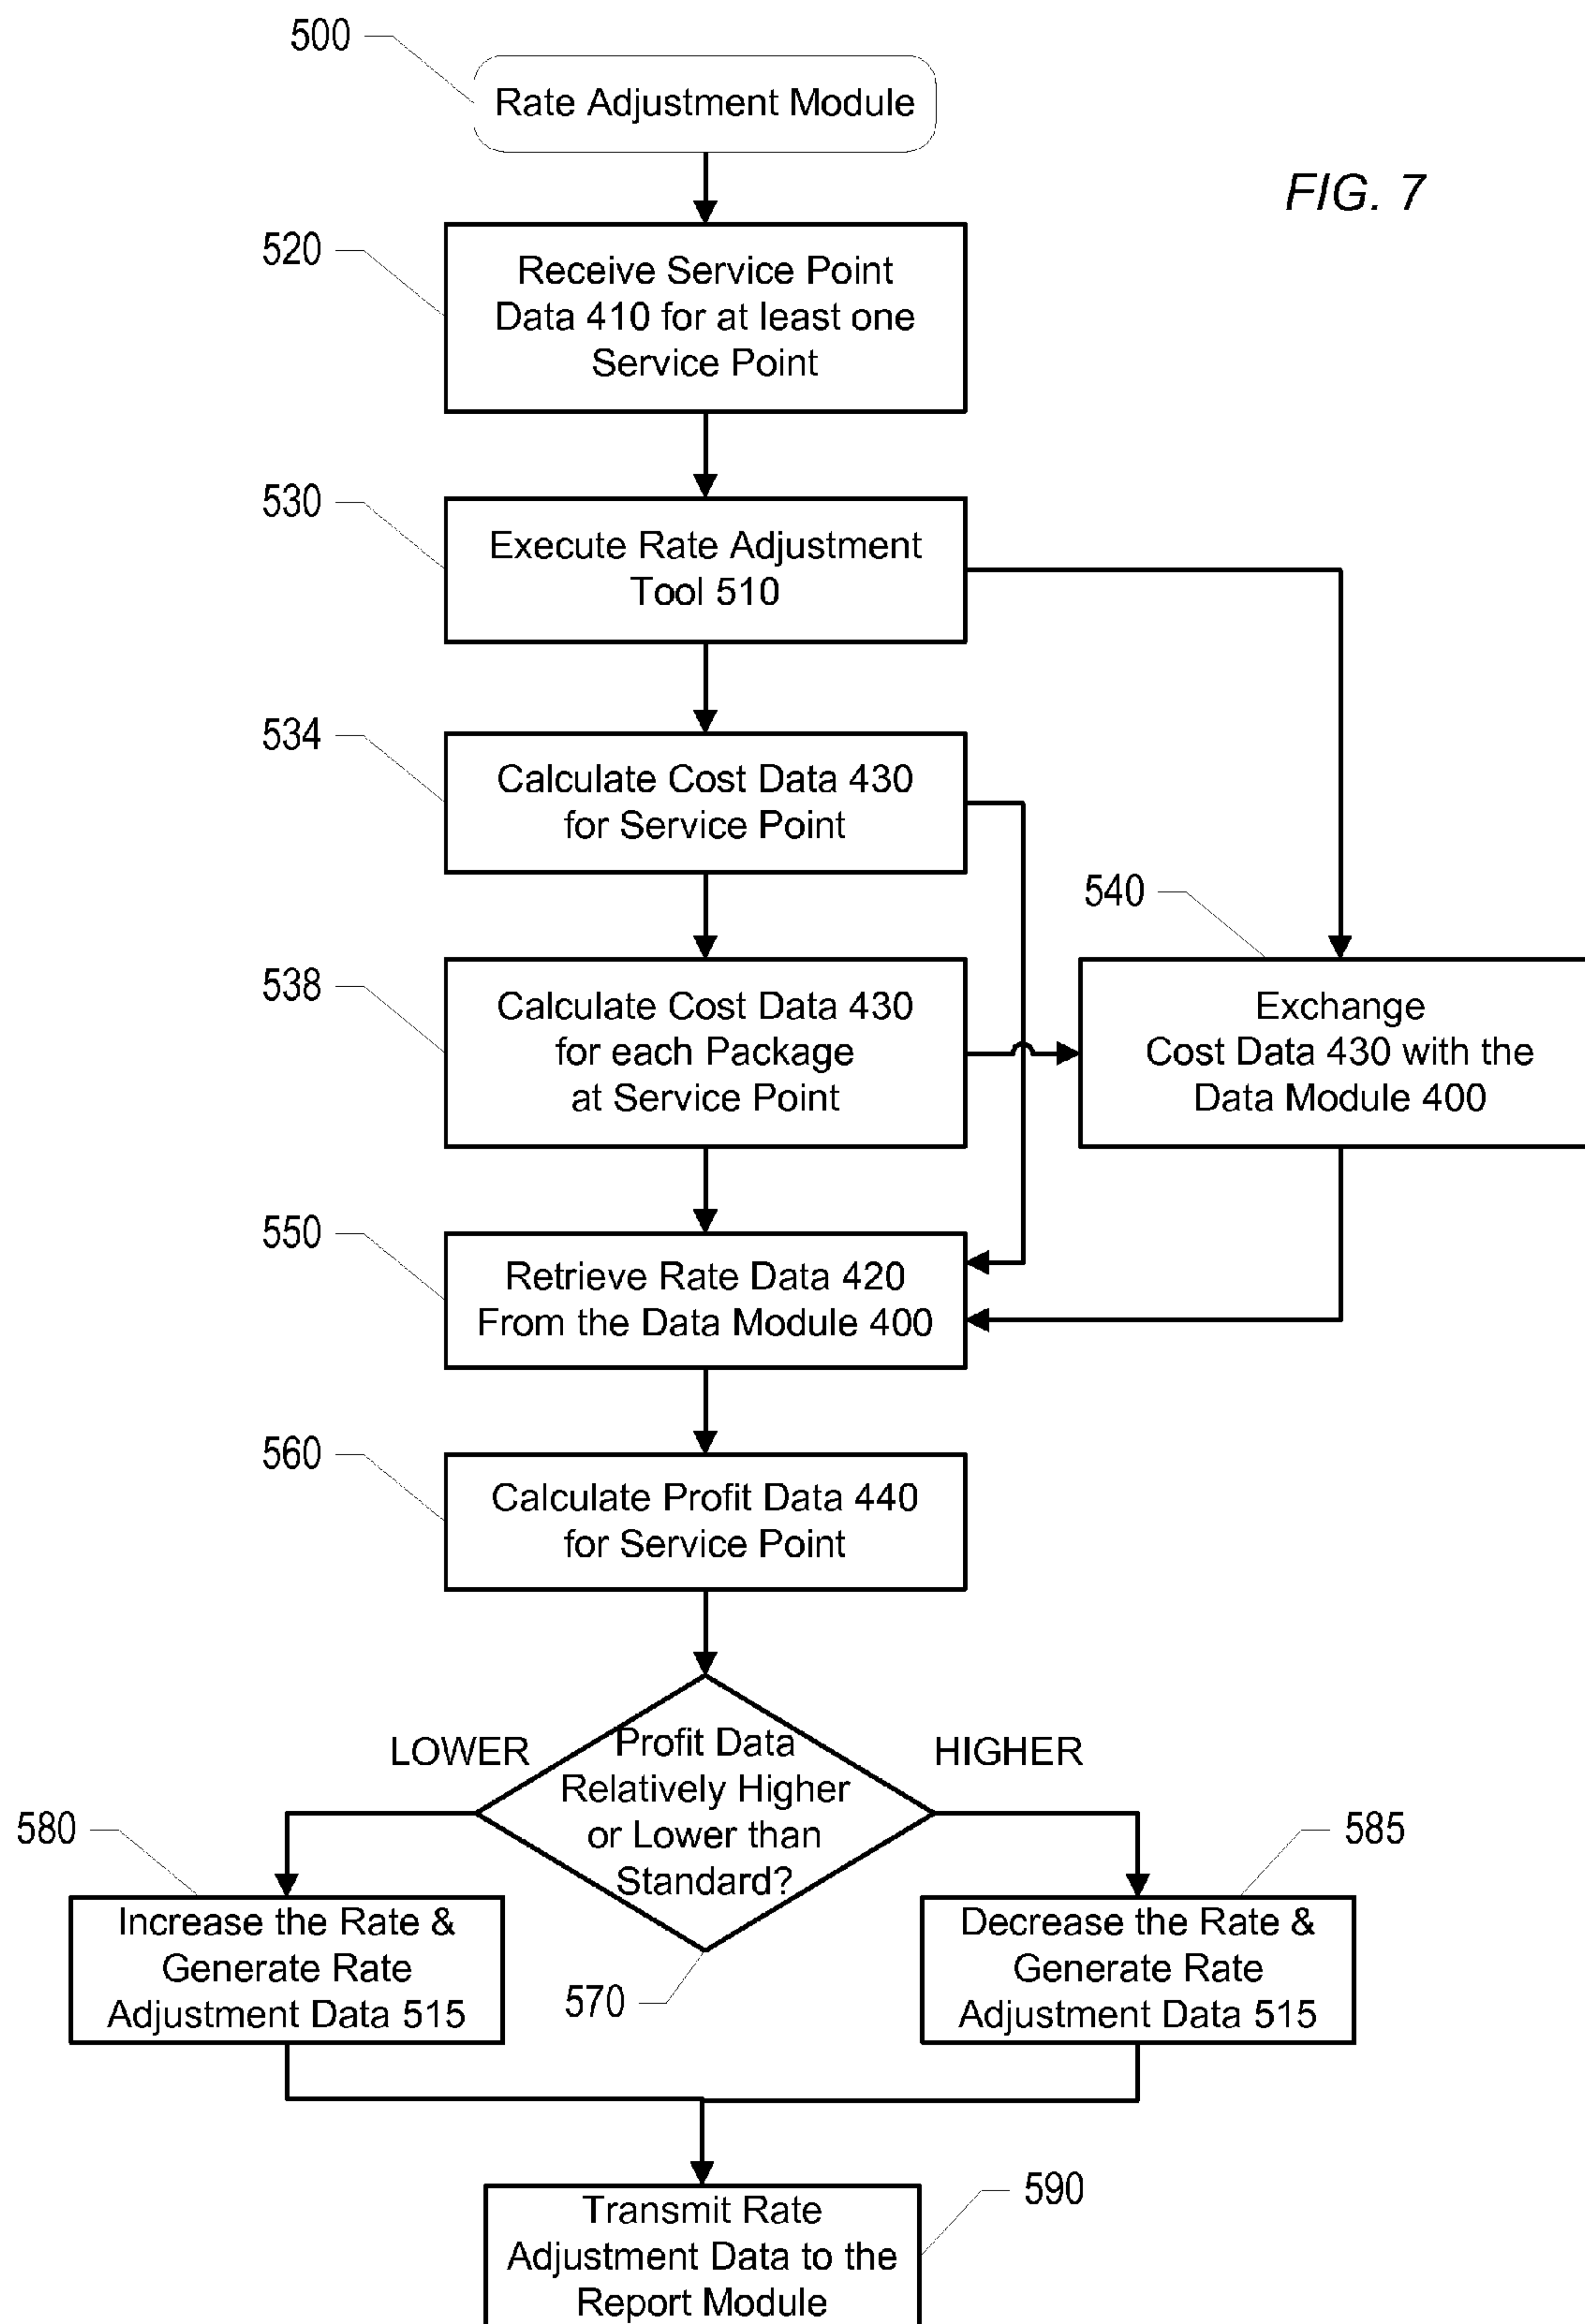 500
Rate Adjustment Module
FIG. 7
520
Receive Service Point
Data 410 for at least one
Service Point
530
Execute Rate Adjustment
Tool 510
534
Calculate Cost Data 430
for Service Point
540
538
Calculate Cost Data 430
for each Package
at Service Point
Exchange
Cost Data 430 with the
Data Module 400
550
Retrieve Rate Data 420
From the Data Module 400
560
Calculate Profit Data 440
for Service Point
LOWER
Profit Data
Relatively Higher
or Lower than
Standard?
HIGHER
580
585
Increase the Rate &
Generate Rate
Adjustment Data 515
Decrease the Rate &
Generate Rate
Adjustment Data 515
570
590
Transmit Rate
Adjustment Data to the
Report Module